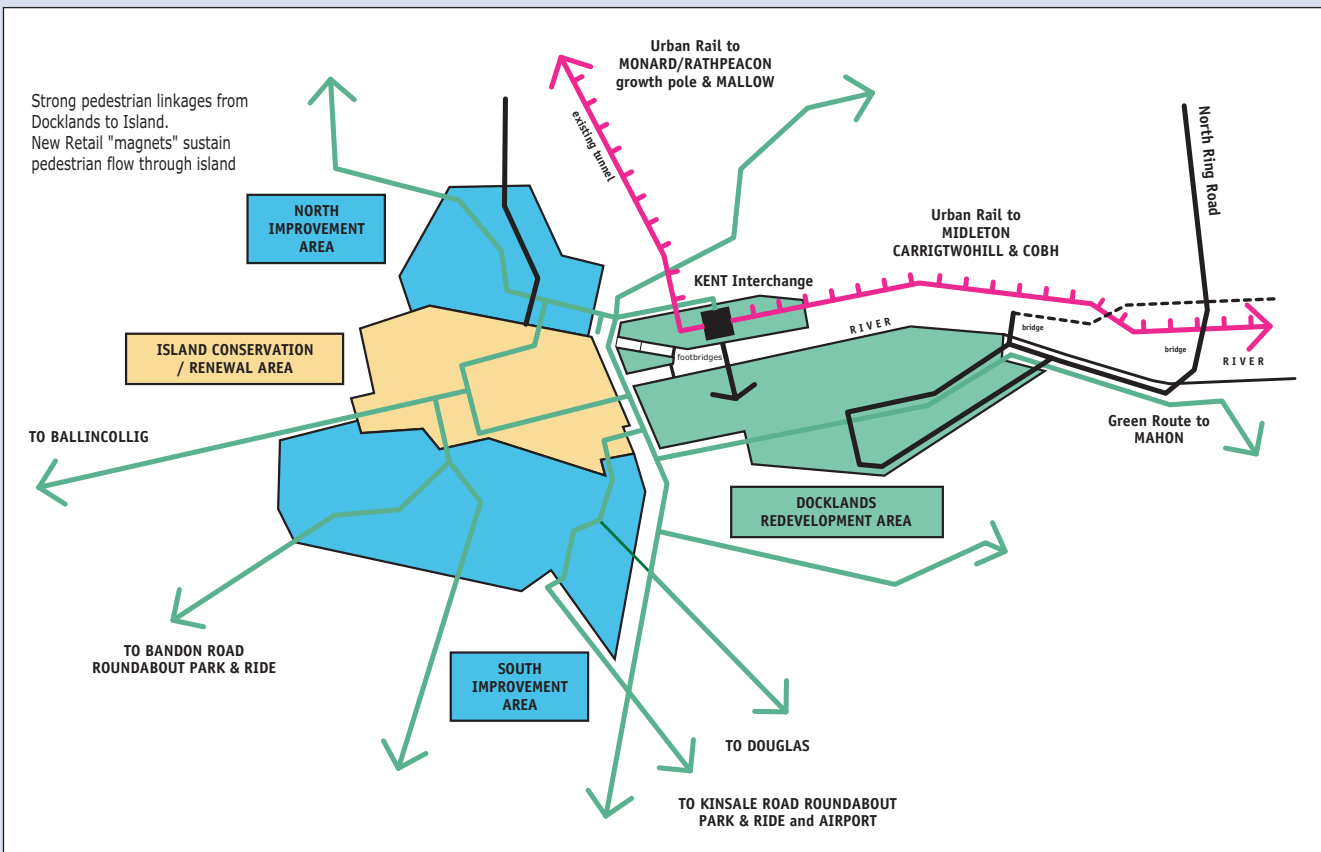 Strong pedestrian linkages from
Docklands to Island.
New Retail "magnets" sustain
pedestrian flow through island
Urban Rail to
MONARD/RATHPEACON
growth pole & MALLOW
existing tunnel
North Ring Road
NORTH
IMPROVEMENT
AREA
Urban Rail to
MIDLETON
CARRIGTWOHILL & COBH
KENT Interchange
RIVER
bridge
bridge
RIVER
footbridges
ISLAND CONSERVATION
/ RENEWAL AREA
TO BALLINCOLLIG
Green Route to
MAHON
DOCKLANDS
REDEVELOPMENT AREA
TO BANDON ROAD
ROUNDABOUT PARK & RIDE
SOUTH
IMPROVEMENT
AREA
TO DOUGLAS
TO KINSALE ROAD ROUNDABOUT
PARK & RIDE and AIRPORT